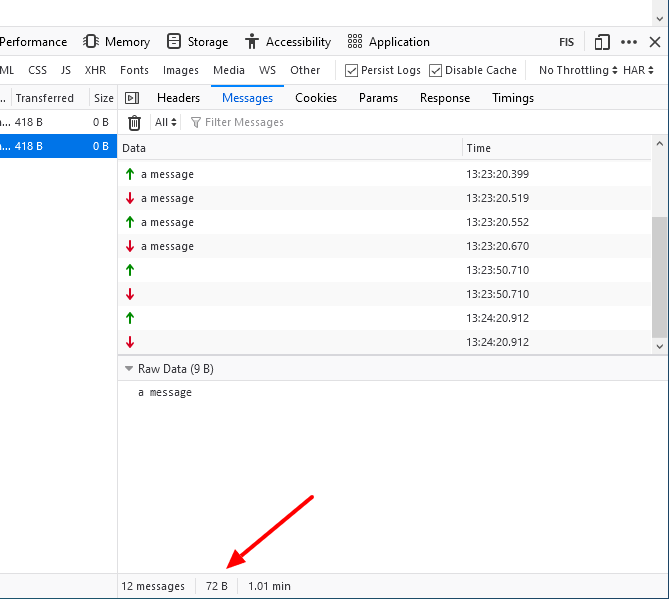 Performance Memory Storage Accessibility Application FIS
ML CSS JS XHR Fonts Images Media WS Other Persist Logs Disable Cache No Throttling HAR
... Transferred Size Headers Messages Cookies Params Response Timings
a... 418 B 0 B All Filter Messages
a... 418 B 0 B Data Time
a message 13:23:20.399
a message 13:23:20.519
a message 13:23:20.552
a message 13:23:20.670
13:23:50.710
13:23:50.710
13:24:20.912
13:24:20.912
Raw Data (9 B)
a message
12 messages 72 B 1.01 min